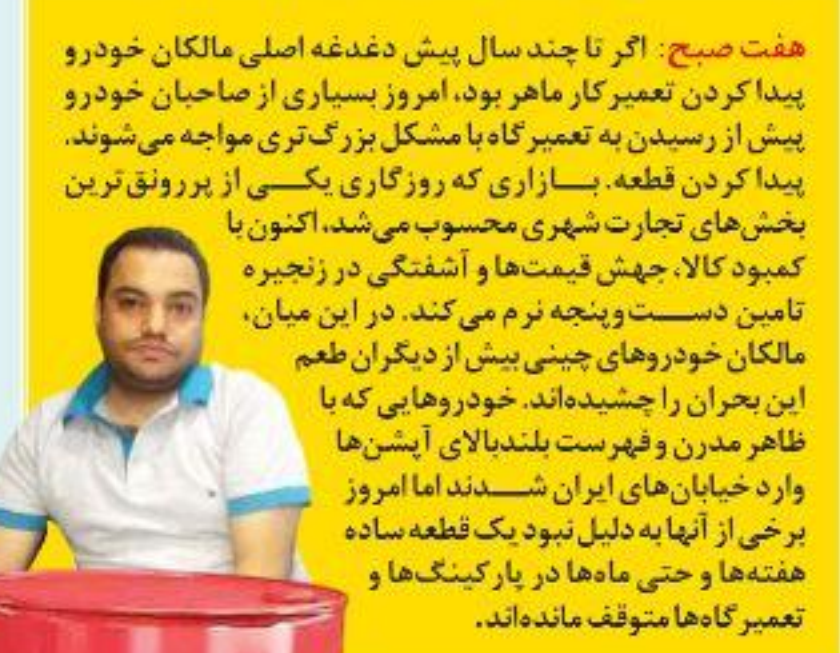 هفت صبح: اگر تا چند سال پیش دغدغه اصلی مالکان خودرو
پیدا کردن تعمیرکار ماهر بود، امروز بسیاری از صاحبان خودرو
پیش از رسیدن به تعمیرگاه با مشکل بزرگ‌تری مواجه می‌شوند.
پیدا کردن قطعه. بازاری که روزگاری یکی از پررونق‌ترین
بخش‌های تجارت شهری محسوب می‌شد، اکنون با
کمبود کالا، جهش قیمت‌ها و آشفتگی در زنجیره
تامین دست‌وپنجه نرم می‌کند. در این میان،
مالکان خودروهای چینی بیش از دیگران طعم
این بحران را چشیده‌اند. خودروهایی که با
ظاهر مدرن و فهرست بلندبالای آپشن‌ها
وارد خیابان‌های ایران شدند اما امروز
برخی از آنها به دلیل نبود یک قطعه ساده
هفته‌ها و حتی ماه‌ها در پارکینگ‌ها و
تعمیرگاه‌ها متوقف مانده‌اند.